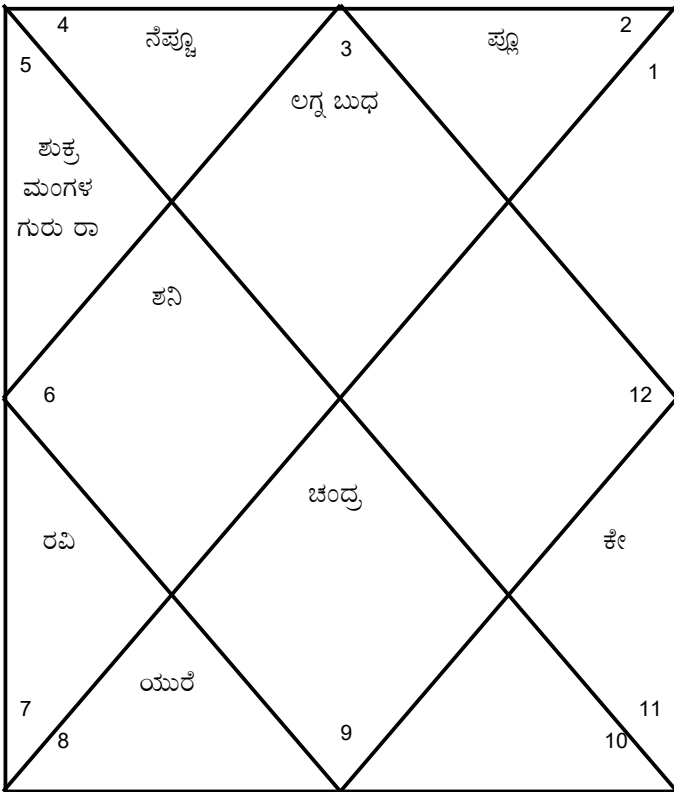 4
ನೆಪ್ಚೂ
3
ಪ್ಲೂ
2
5
1
ಲಗ್ನ ಬುಧ
ಶುಕ್ರ
ಮಂಗಳ
ಗುರು ರಾ
ಶನಿ
6
12
ಚಂದ್ರ
ರವಿ
ಕೇ
ಯುರೆ
7
8
9
10
11